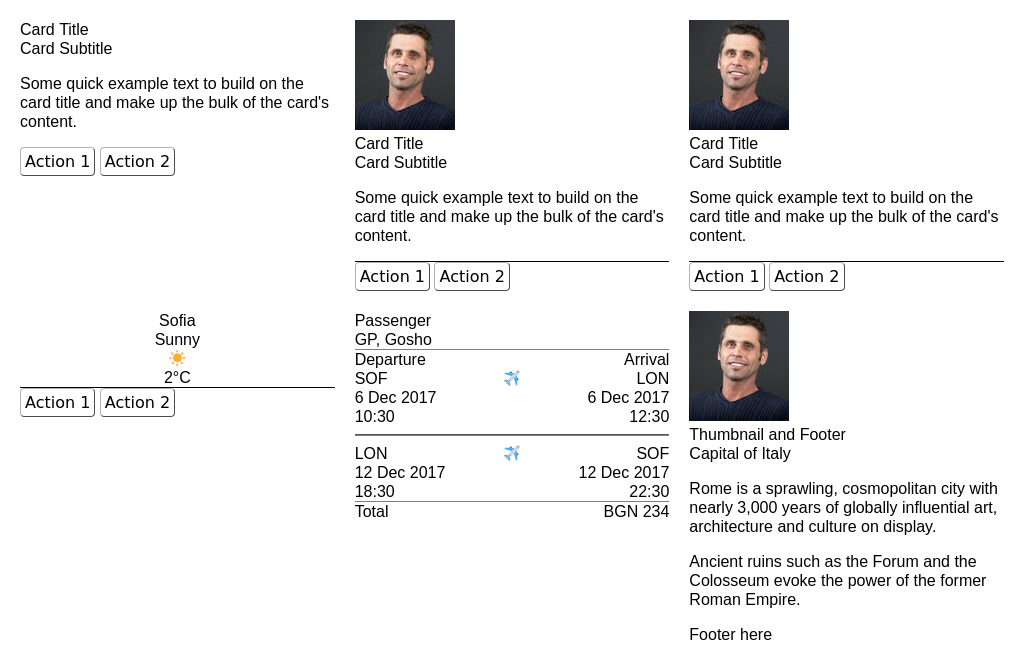 Card Title
Card Subtitle
Some quick example text to build on the
card title and make up the bulk of the card's
content.
Action 1 Action 2
Card Title
Card Subtitle
Some quick example text to build on the
card title and make up the bulk of the card's
content.
Action 1 Action 2
Card Title
Card Subtitle
Some quick example text to build on the
card title and make up the bulk of the card's
content.
Action 1 Action 2
Sofia
Sunny
2°C
Action 1 Action 2
Passenger
GP, Gosho
Departure Arrival
SOF LON
6 Dec 2017 6 Dec 2017
10:30 12:30
LON SOF
12 Dec 2017 12 Dec 2017
18:30 22:30
Total BGN 234
Thumbnail and Footer
Capital of Italy
Rome is a sprawling, cosmopolitan city with
nearly 3,000 years of globally influential art,
architecture and culture on display.
Ancient ruins such as the Forum and the
Colosseum evoke the power of the former
Roman Empire.
Footer here